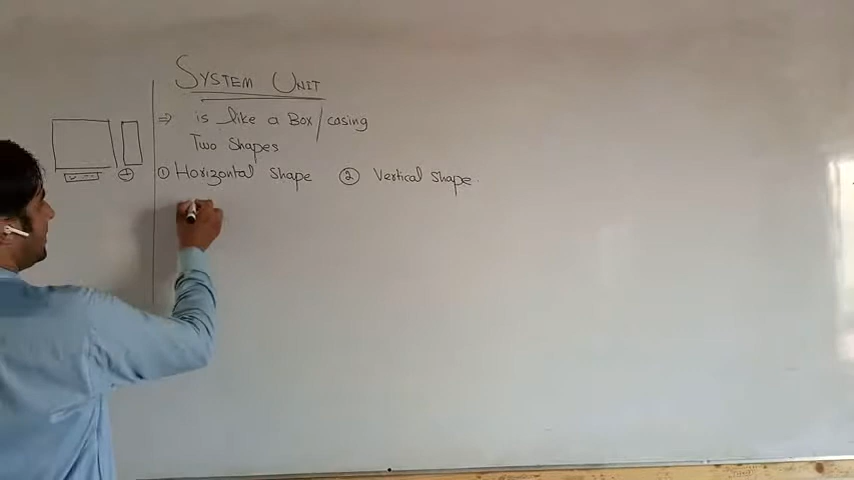 SYSTEM UNIT
⇒ is like a Box/casing
Two Shapes
① Horizontal Shape ② Vertical Shape.